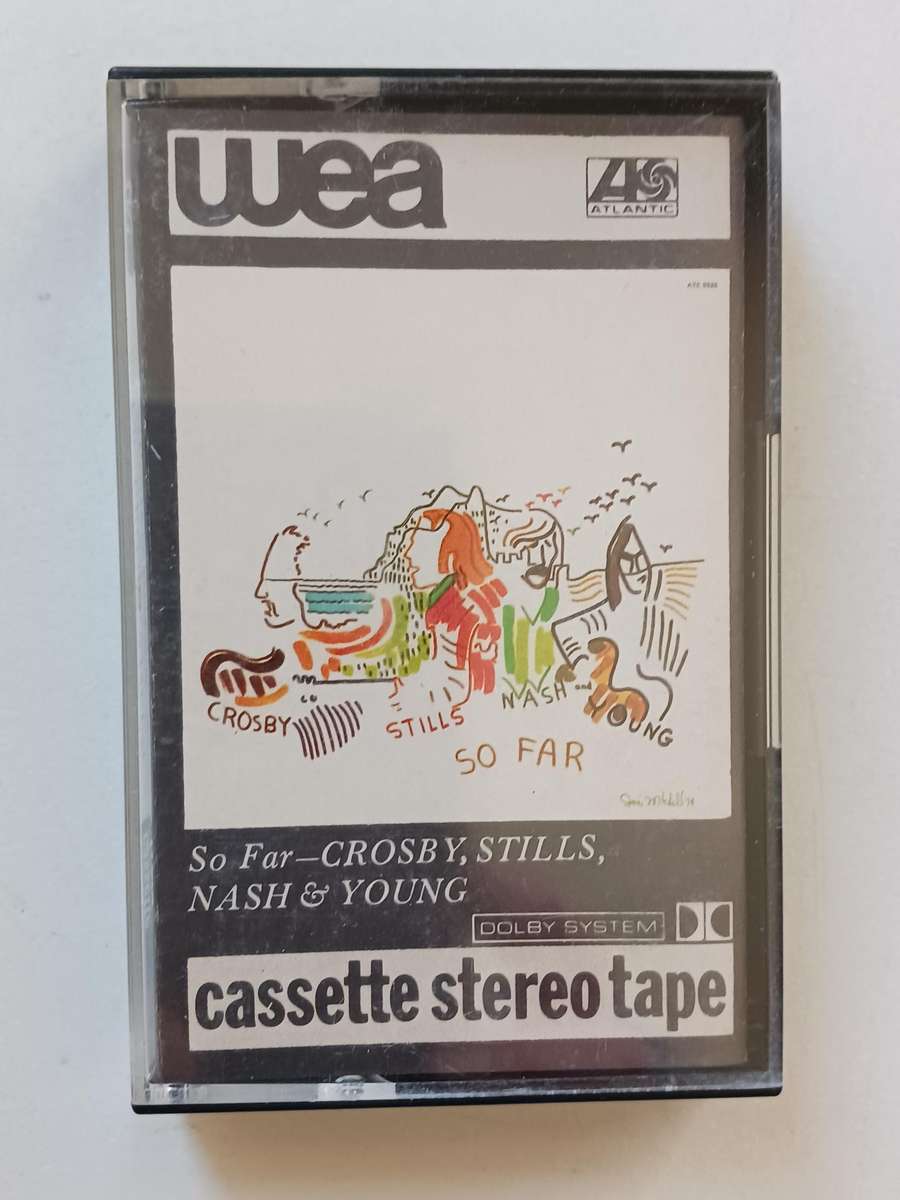 wea
ATLANTIC
CROSBY
STILLS
NASH and
YOUNG
SO FAR
So Far—CROSBY, STILLS,
NASH & YOUNG
DOLBY SYSTEM
cassette stereo tape